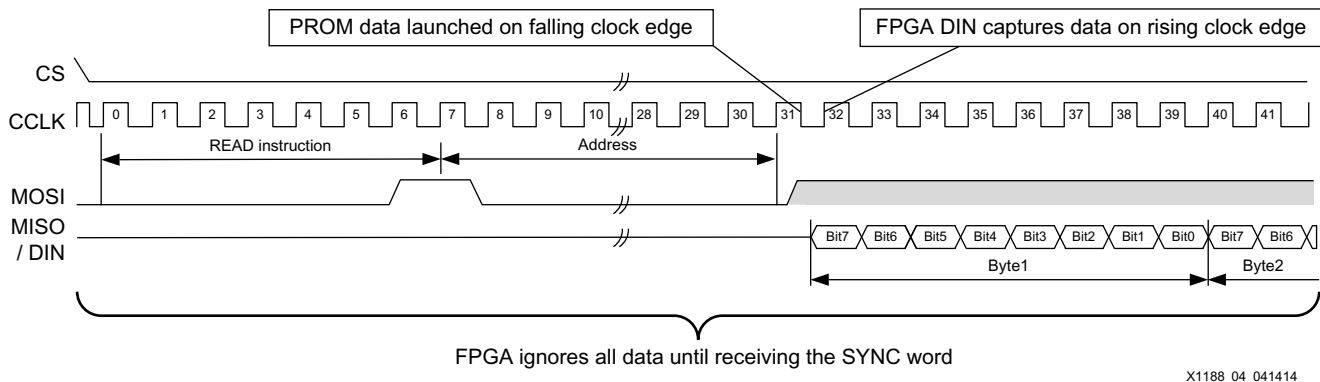 PROM data launched on falling clock edge
FPGA DIN captures data on rising clock edge
CS
CCLK
0 1 2 3 4 5 6 7 8 9 10 28 29 30 31 32 33 34 35 36 37 38 39 40 41
READ instruction
Address
MOSI
MISO
/ DIN
Bit7 Bit6 Bit5 Bit4 Bit3 Bit2 Bit1 Bit0 Bit7 Bit6
Byte1
Byte2
FPGA ignores all data until receiving the SYNC word
X1188_04_041414